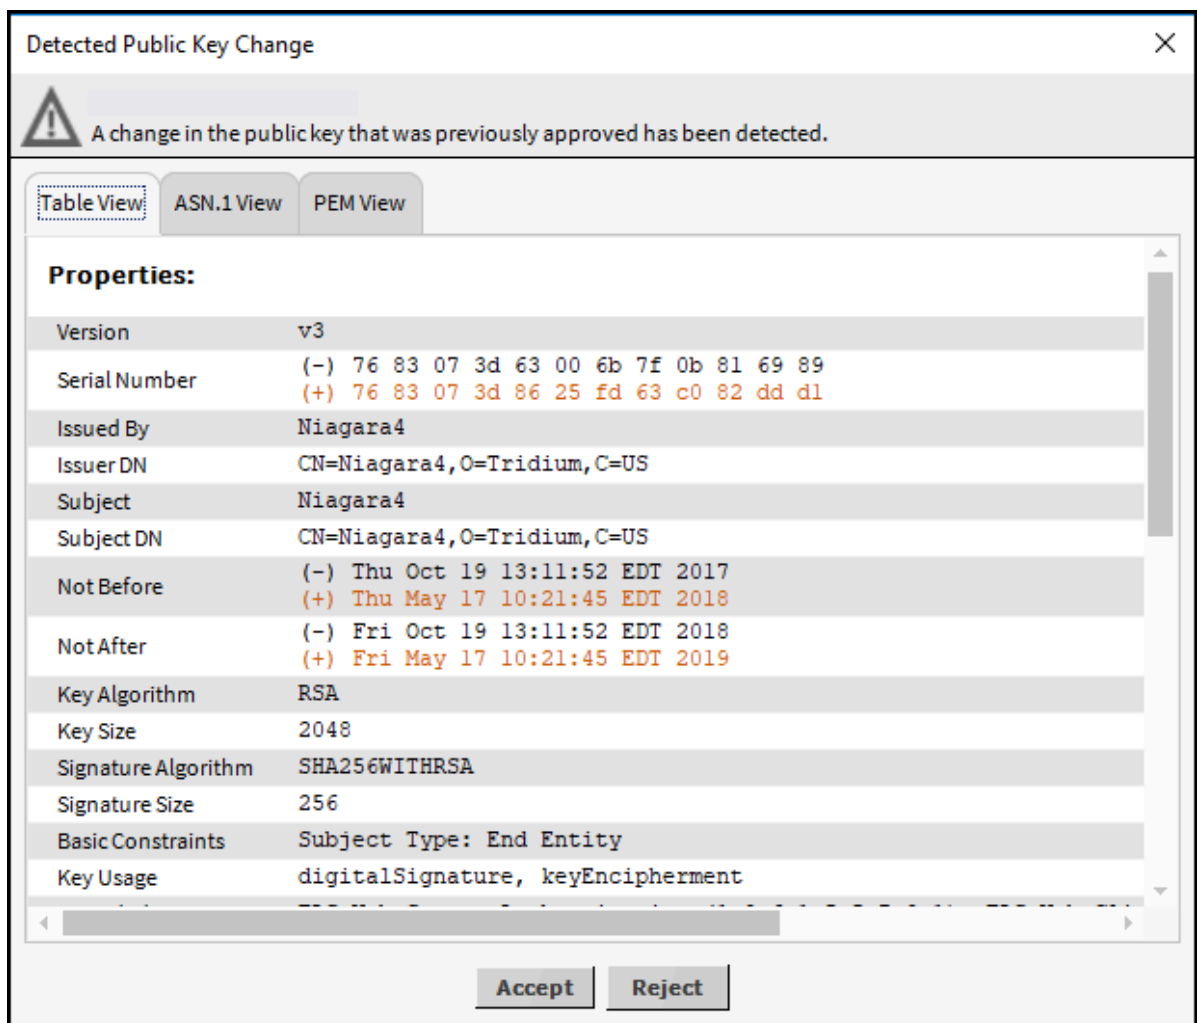 Detected Public Key Change
A change in the public key that was previously approved has been detected.
Table View ASN.1 View PEM View
Properties:
Version v3
Serial Number (-) 76 83 07 3d 63 00 6b 7f 0b 81 69 89
(+) 76 83 07 3d 86 25 fd 63 c0 82 dd d1
Issued By Niagara4
Issuer DN CN=Niagara4,O=Tridium,C=US
Subject Niagara4
Subject DN CN=Niagara4,O=Tridium,C=US
Not Before (-) Thu Oct 19 13:11:52 EDT 2017
(+) Thu May 17 10:21:45 EDT 2018
Not After (-) Fri Oct 19 13:11:52 EDT 2018
(+) Fri May 17 10:21:45 EDT 2019
Key Algorithm RSA
Key Size 2048
Signature Algorithm SHA256WITHRSA
Signature Size 256
Basic Constraints Subject Type: End Entity
Key Usage digitalSignature, keyEncipherment
Accept Reject